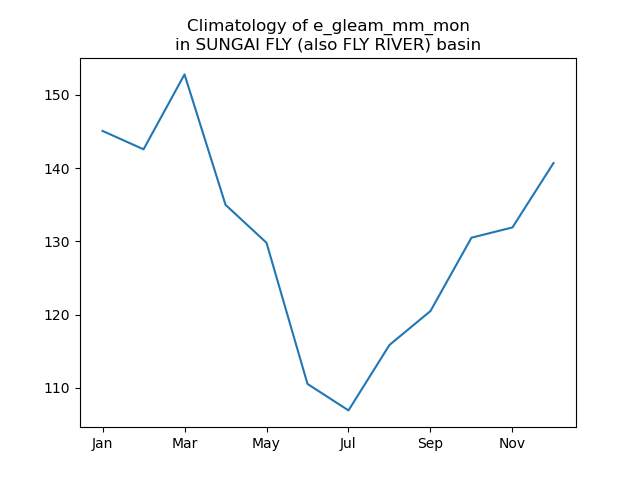 Climatology of e_gleam_mm_mon
in SUNGAI FLY (also FLY RIVER) basin
150
140
130
120
110
Jan Mar May Jul Sep Nov